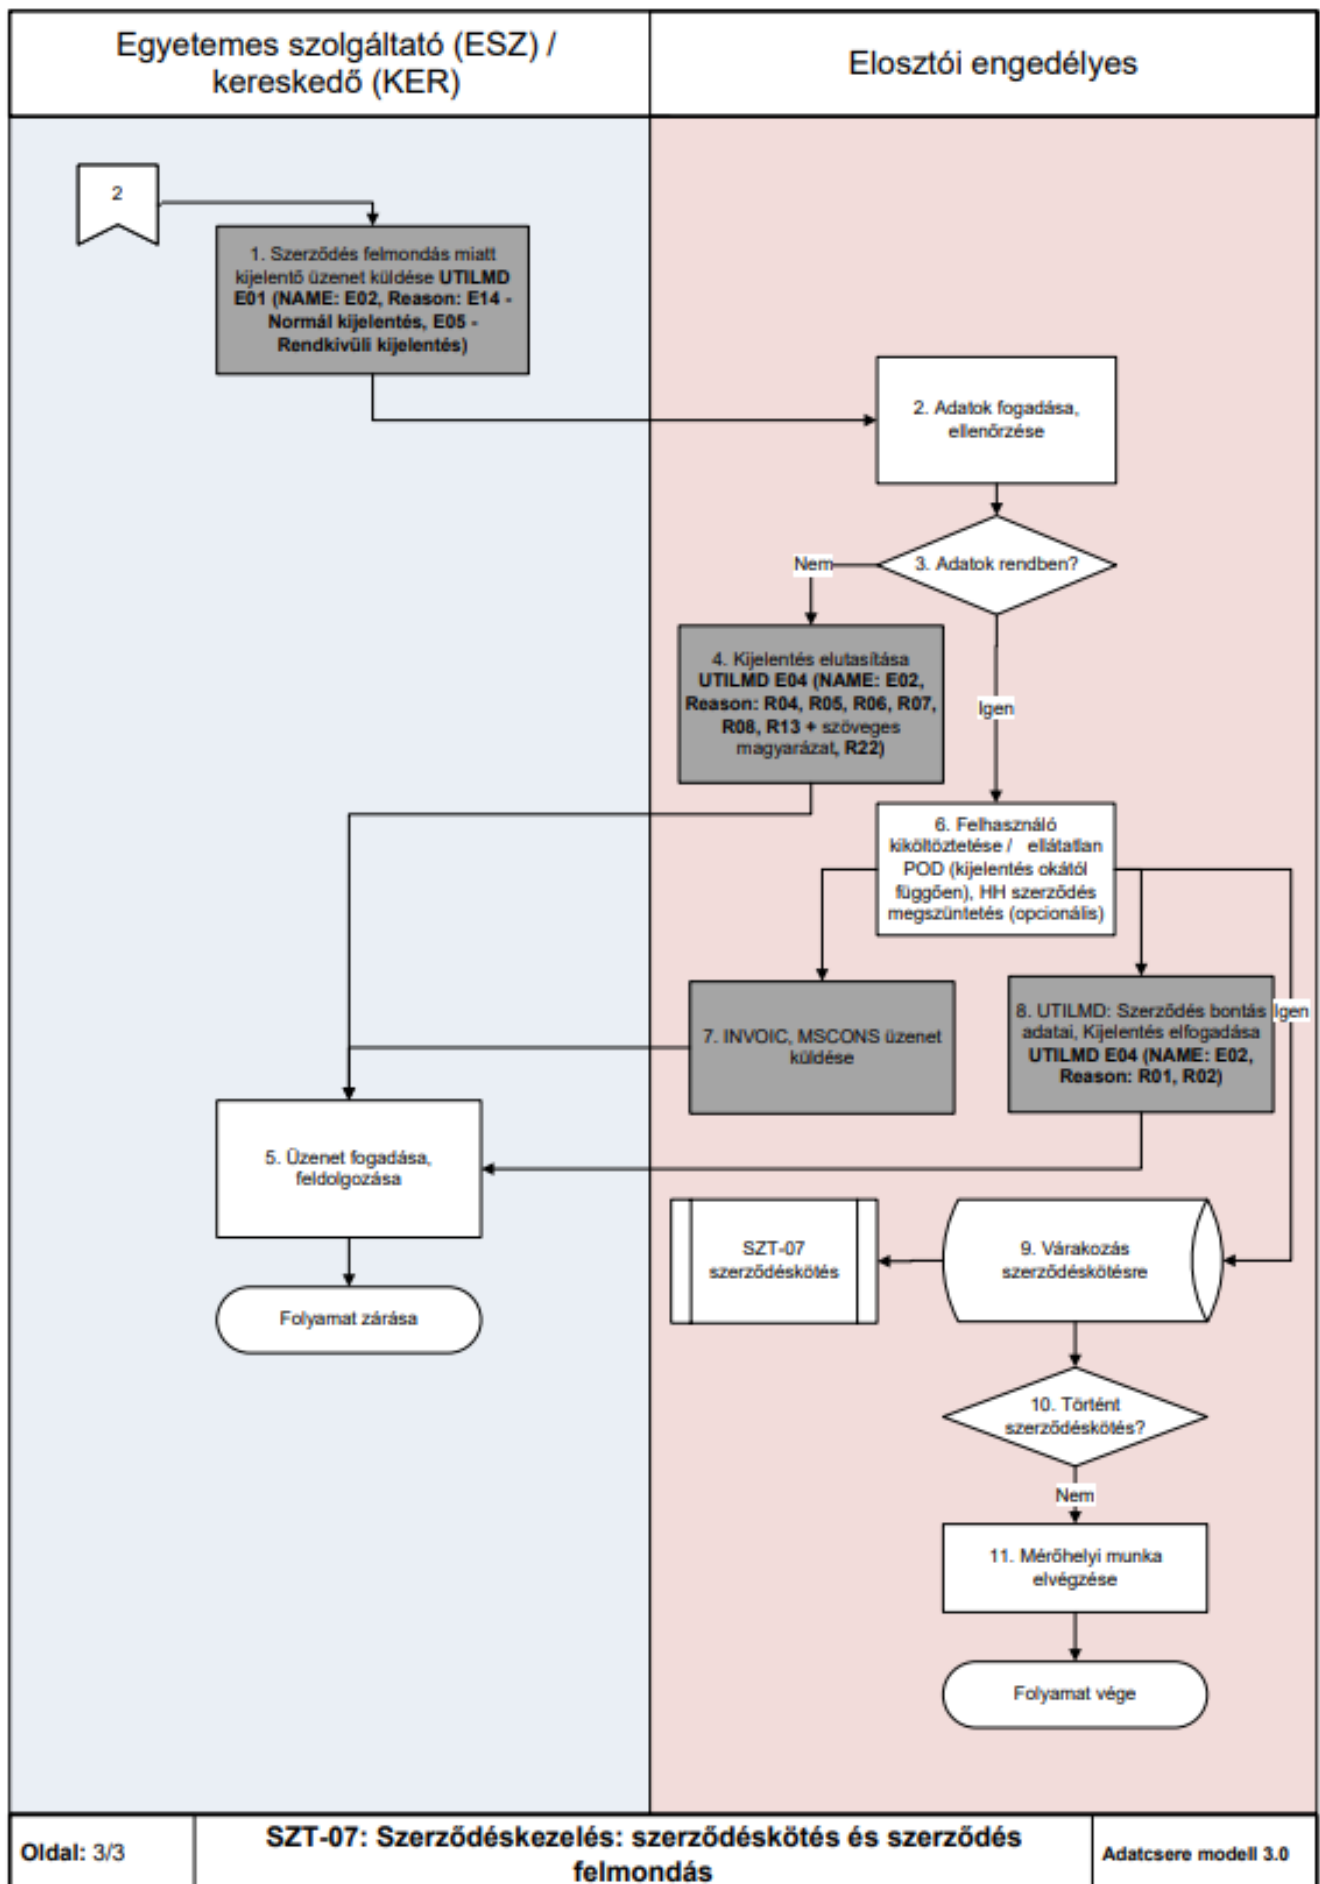 Egyetemes szolgáltató (ESZ) /
kereskedő (KER)
Elosztói engedélyes
2
1. Szerződés felmondás miatt
kijelentő üzenet küldése UTILMD
E01 (NAME: E02, Reason: E14 -
Normál kijelentés, E05 -
Rendkívüli kijelentés)
2. Adatok fogadása,
ellenőrzése
3. Adatok rendben?
Nem
4. Kijelentés elutasítása
UTILMD E04 (NAME: E02,
Reason: R04, R05, R06, R07,
R08, R13 + szöveges
magyarázat, R22)
Igen
6. Felhasználó
kiköltöztetése / ellátatlan
POD (kijelentés okától
függően), HH szerződés
megszüntetés (opcionális)
7. INVOIC, MSCONS üzenet
küldése
8. UTILMD: Szerződés bontás
adatai, Kijelentés elfogadása
UTILMD E04 (NAME: E02,
Reason: R01, R02)
Igen
5. Üzenet fogadása,
feldolgozása
SZT-07
szerződéskötés
9. Várakozás
szerződéskötésre
Folyamat zárása
10. Történt
szerződéskötés?
Nem
11. Mérőhelyi munka
elvégzése
Folyamat vége
Oldal: 3/3
SZT-07: Szerződéskezelés: szerződéskötés és szerződés
felmondás
Adatcsere modell 3.0